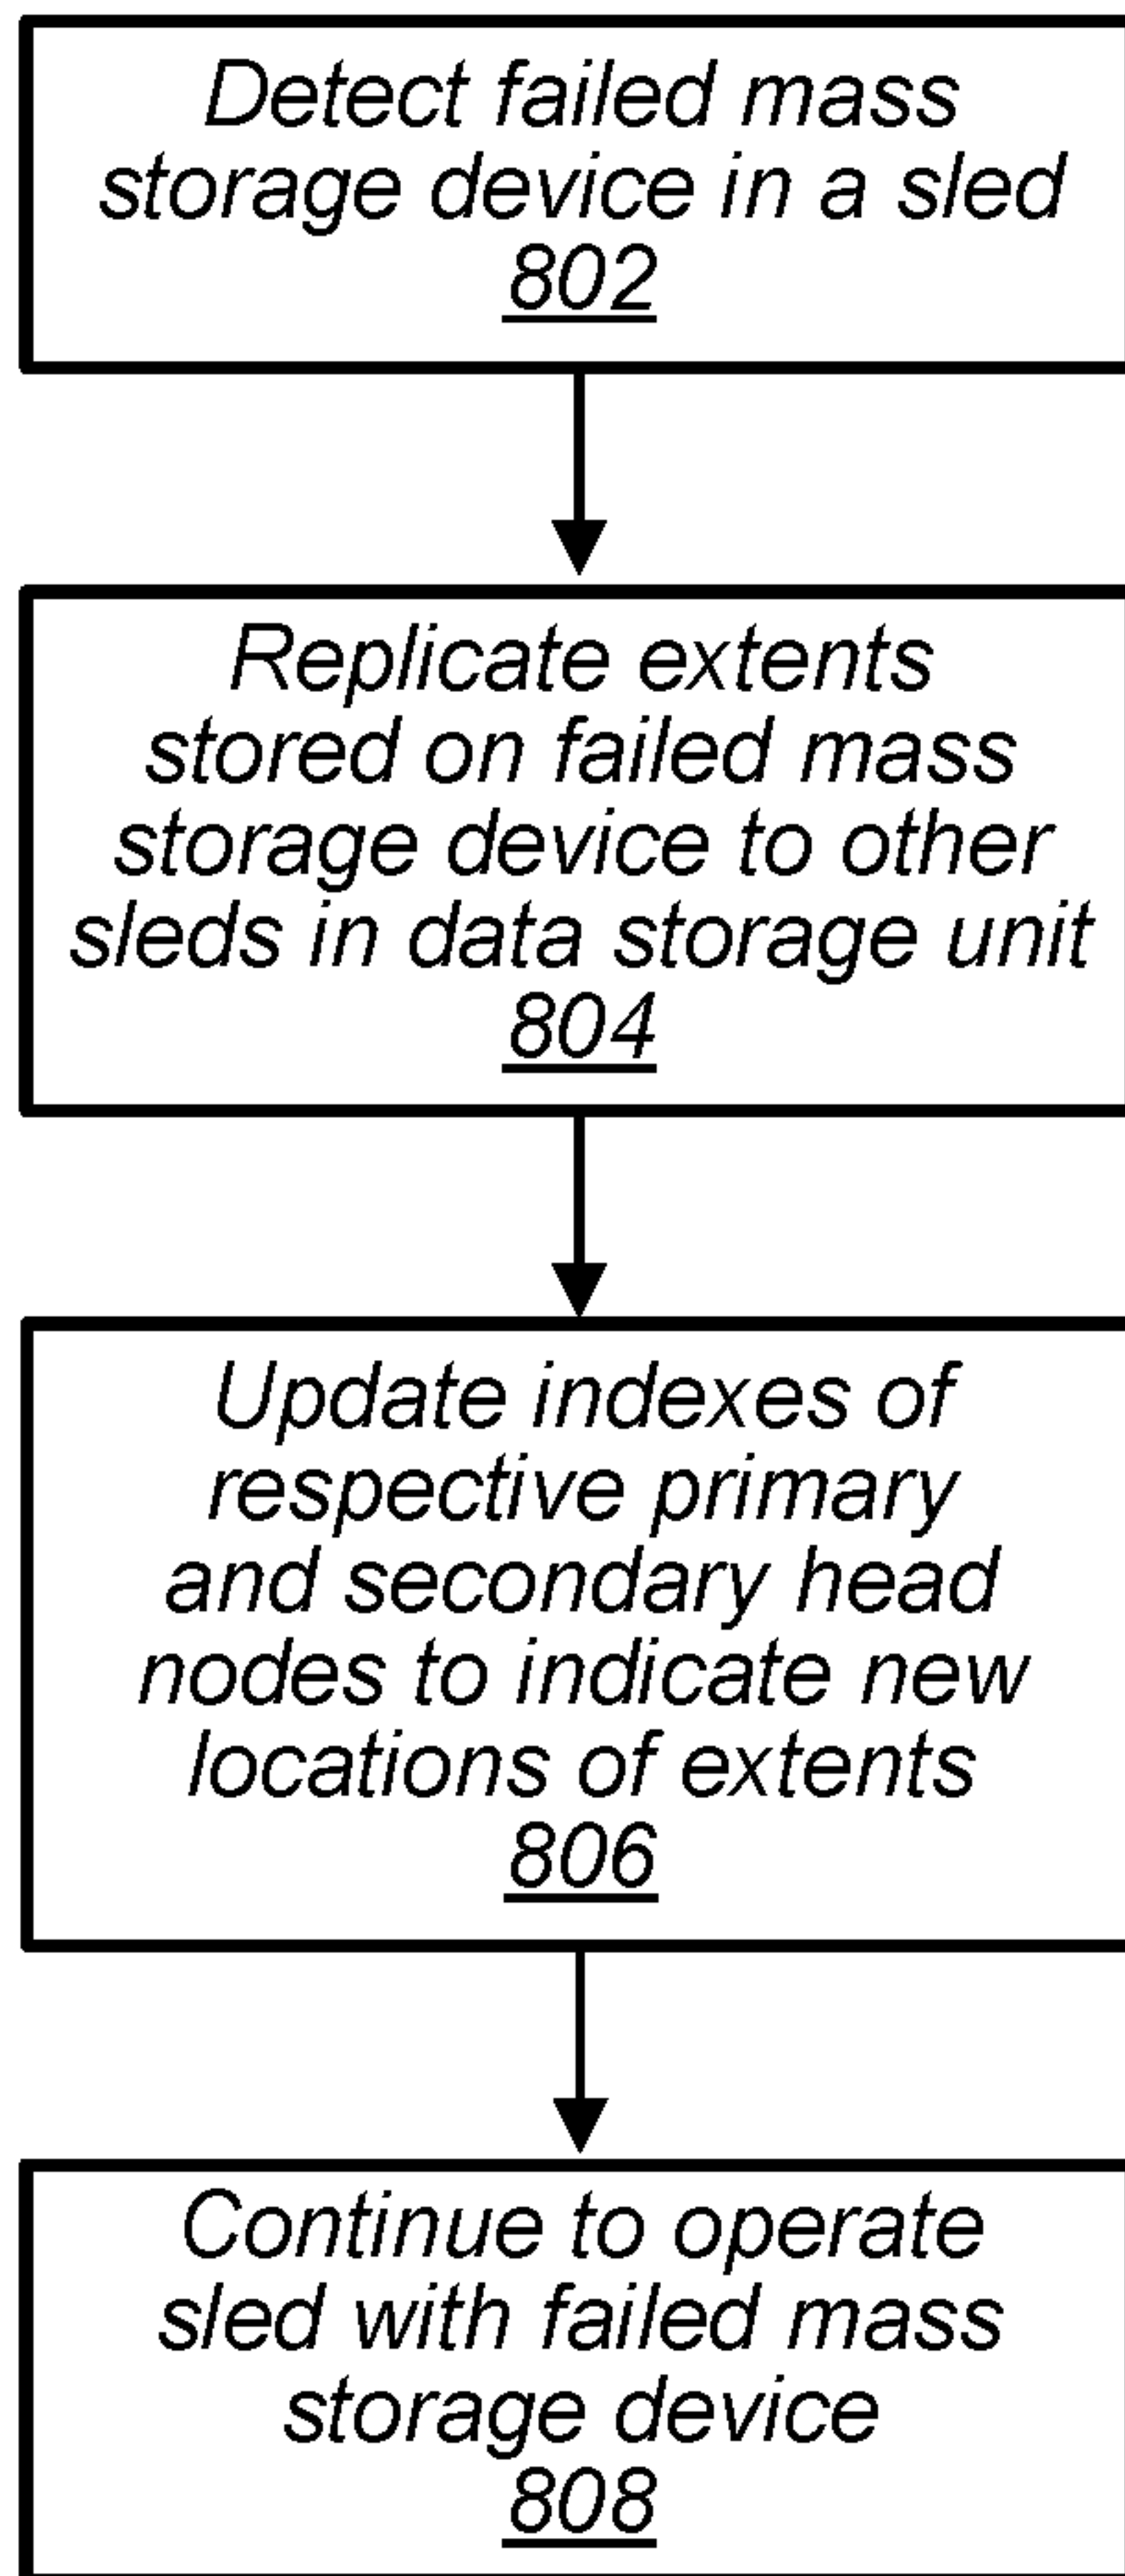 Detect failed mass
storage device in a sled
802
Replicate extents
stored on failed mass
storage device to other
sleds in data storage unit
804
Update indexes of
respective primary
and secondary head
nodes to indicate new
locations of extents
806
Continue to operate
sled with failed mass
storage device
808